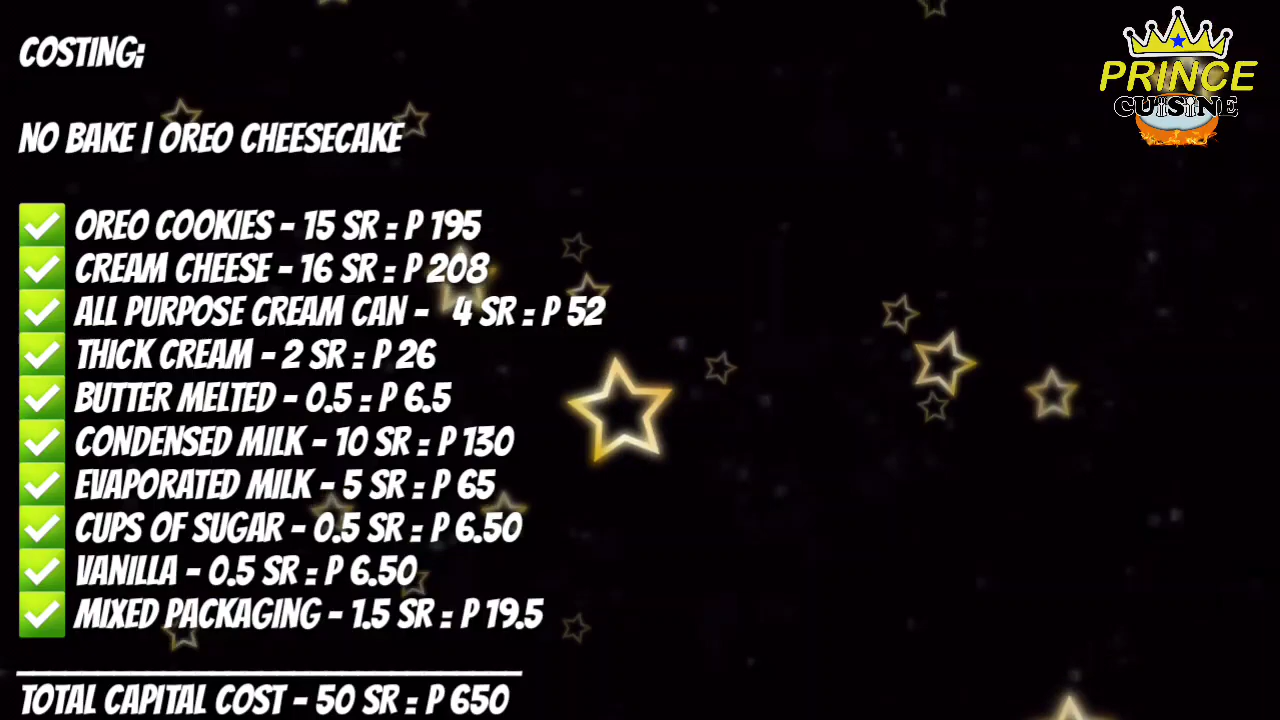 COSTING;
PRINCE
CUISINE
NO BAKE | OREO CHEESECAKE
✅ OREO COOKIES - 15 SR = P 195
✅ CREAM CHEESE - 16 SR = P 208
✅ ALL PURPOSE CREAM CAN -  4 SR = P 52
✅ THICK CREAM - 2 SR = P 26
✅ BUTTER MELTED - 0.5 = P 6.5
✅ CONDENSED MILK - 10 SR = P 130
✅ EVAPORATED MILK - 5 SR = P 65
✅ CUPS OF SUGAR - 0.5 SR = P 6.50
✅ VANILLA - 0.5 SR = P 6.50
✅ MIXED PACKAGING - 1.5 SR = P 19.5
TOTAL CAPITAL COST - 50 SR = P 650